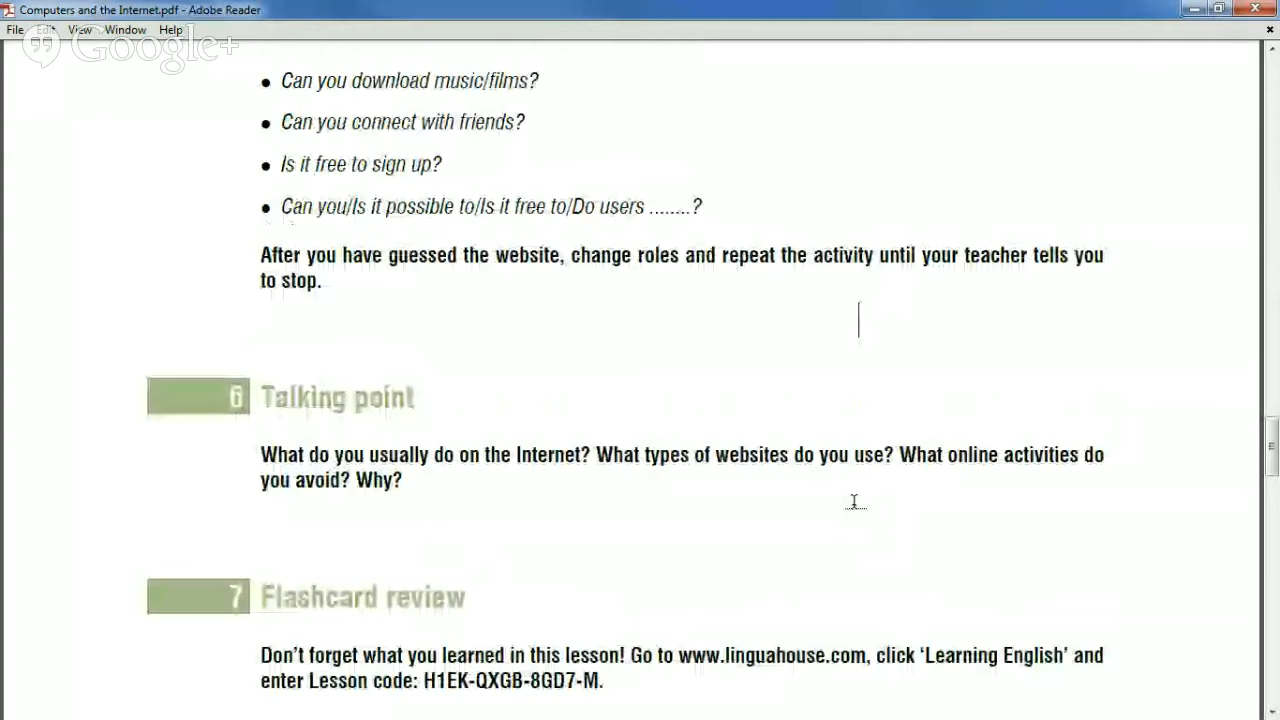 Computers and the Internet.pdf - Adobe Reader
File Edit View Window Help
Google+
• Can you download music/films?
• Can you connect with friends?
• Is it free to sign up?
• Can you/Is it possible to/Is it free to/Do users ........?
After you have guessed the website, change roles and repeat the activity until your teacher tells you
to stop.
6 Talking point
What do you usually do on the Internet? What types of websites do you use? What online activities do
you avoid? Why?
7 Flashcard review
Don't forget what you learned in this lesson! Go to www.linguahouse.com, click ‘Learning English’ and
enter Lesson code: H1EK-QXGB-8GD7-M.